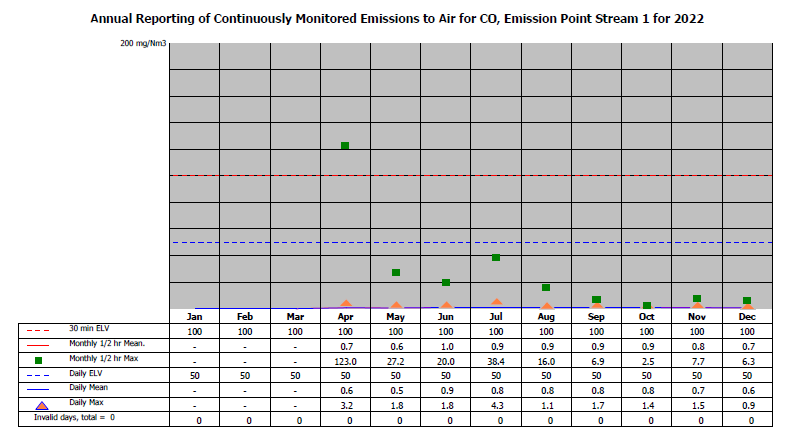 Annual Reporting of Continuously Monitored Emissions to Air for CO, Emission Point Stream 1 for 2022
200 mg/Nm3
Jan Feb Mar Apr May Jun Jul Aug Sep Oct Nov Dec
30 min ELV 100 100 100 100 100 100 100 100 100 100 100 100
Monthly 1/2 hr Mean. - - - 0.7 0.6 1.0 0.9 0.9 0.9 0.9 0.8 0.7
Monthly 1/2 hr Max - - - 123.0 27.2 20.0 38.4 16.0 6.9 2.5 7.7 6.3
Daily ELV 50 50 50 50 50 50 50 50 50 50 50 50
Daily Mean - - - 0.6 0.5 0.9 0.8 0.8 0.8 0.8 0.7 0.6
Daily Max - - - 3.2 1.8 1.8 4.3 1.1 1.7 1.4 1.5 0.9
Invalid days, total = 0 0 0 0 0 0 0 0 0 0 0 0 0